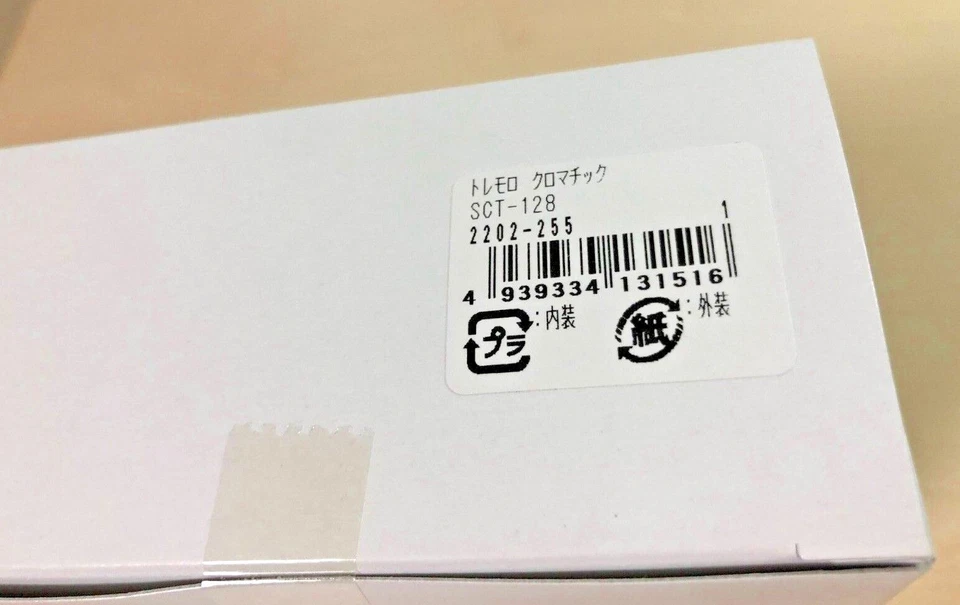 トレモロ クロマチック
SCT-128
2202-255 1
4 939334 131516
プラ :内装 紙 :外装